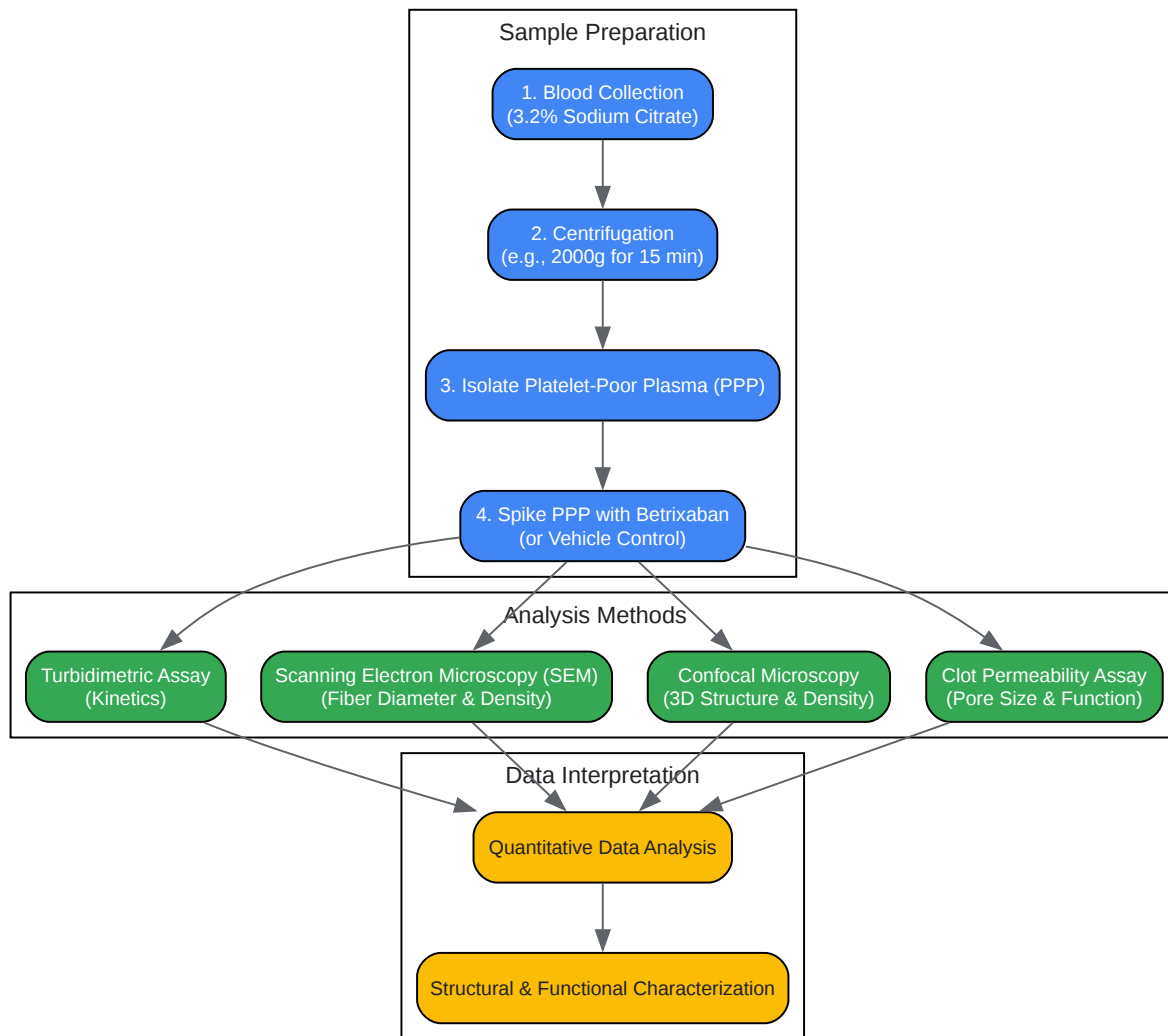 Sample Preparation
1. Blood Collection
(3.2% Sodium Citrate)
2. Centrifugation
(e.g., 2000g for 15 min)
3. Isolate Platelet-Poor Plasma (PPP)
4. Spike PPP with Betrixaban
(or Vehicle Control)
Analysis Methods
Turbidimetric Assay
(Kinetics)
Scanning Electron Microscopy (SEM)
(Fiber Diameter & Density)
Confocal Microscopy
(3D Structure & Density)
Clot Permeability Assay
(Pore Size & Function)
Data Interpretation
Quantitative Data Analysis
Structural & Functional Characterization